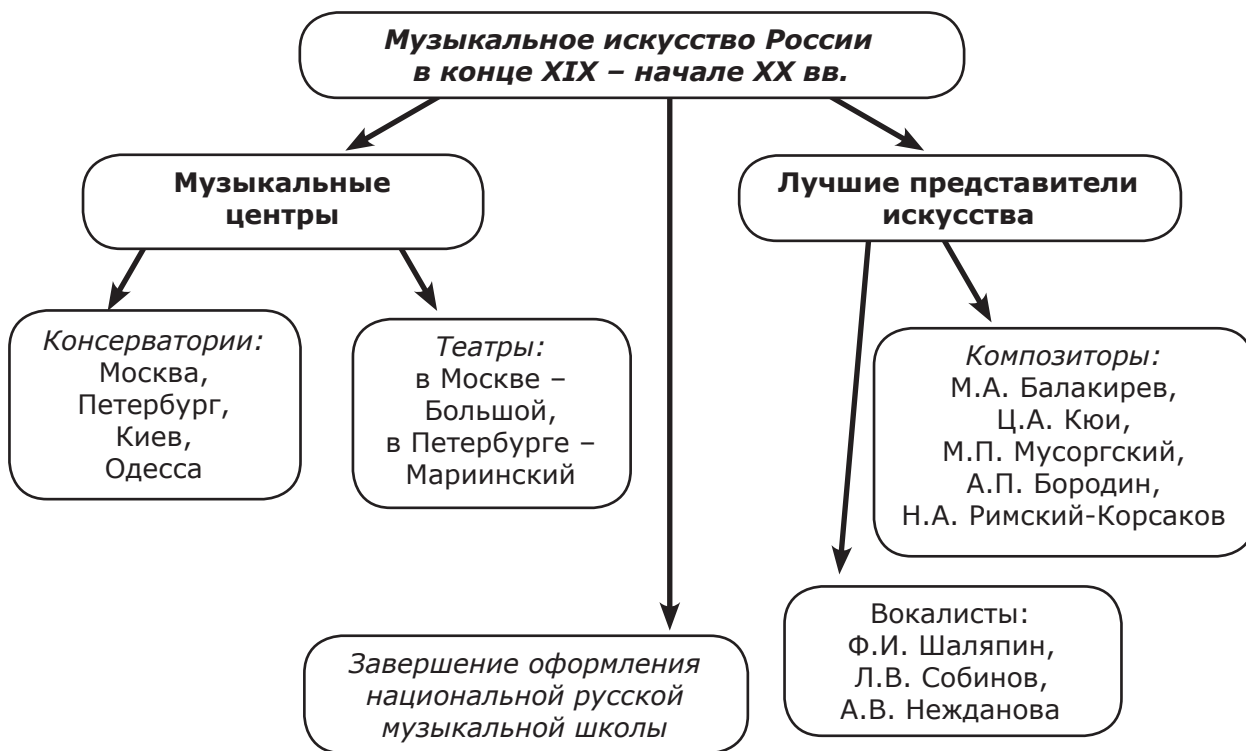 Музыкальное искусство России
в конце XIX – начале XX вв.
Музыкальные
центры
Лучшие представители
искусства
Консерватории:
Москва,
Петербург,
Киев,
Одесса
Театры:
в Москве –
Большой,
в Петербурге –
Мариинский
Композиторы:
М.А. Балакирев,
Ц.А. Кюи,
М.П. Мусоргский,
А.П. Бородин,
Н.А. Римский-Корсаков
Завершение оформления
национальной русской
музыкальной школы
Вокалисты:
Ф.И. Шаляпин,
Л.В. Собинов,
А.В. Нежданова